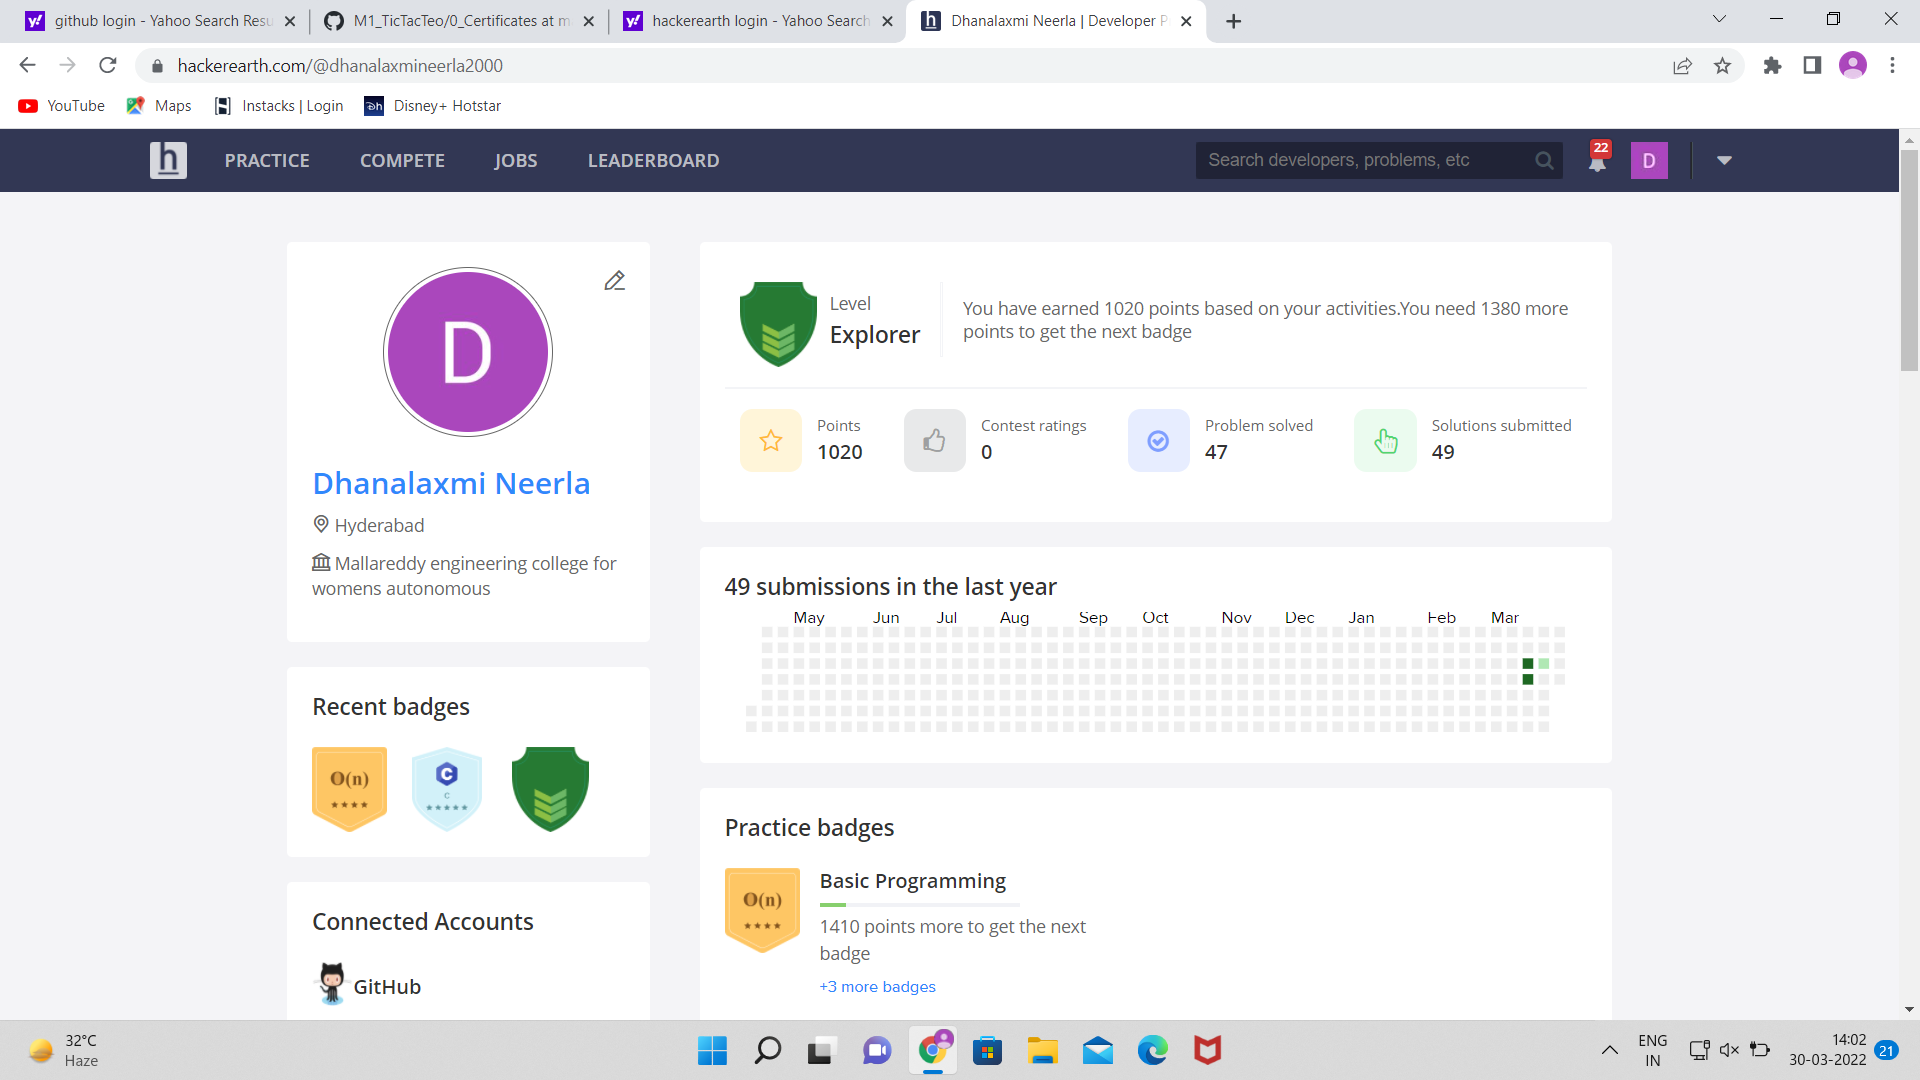 github login - Yahoo Search Resu
M1_TicTacTeo/0_Certificates at m
hackerearth login - Yahoo Search
Dhanalaxmi Neerla | Developer P
hackerearth.com/@dhanalaxmineerla2000
YouTube
Maps
Instacks | Login
Disney+ Hotstar
h
PRACTICE
COMPETE
JOBS
LEADERBOARD
Search developers, problems, etc
22
D
D
Dhanalaxmi Neerla
Hyderabad
Mallareddy engineering college for
womens autonomous
Recent badges
O(n)
C
C
Connected Accounts
GitHub
Level
Explorer
You have earned 1020 points based on your activities.You need 1380 more
points to get the next badge
Points
1020
Contest ratings
0
Problem solved
47
Solutions submitted
49
49 submissions in the last year
May Jun Jul Aug Sep Oct Nov Dec Jan Feb Mar
Practice badges
O(n)
Basic Programming
1410 points more to get the next
badge
+3 more badges
32°C
Haze
ENG
IN
14:02
30-03-2022
21